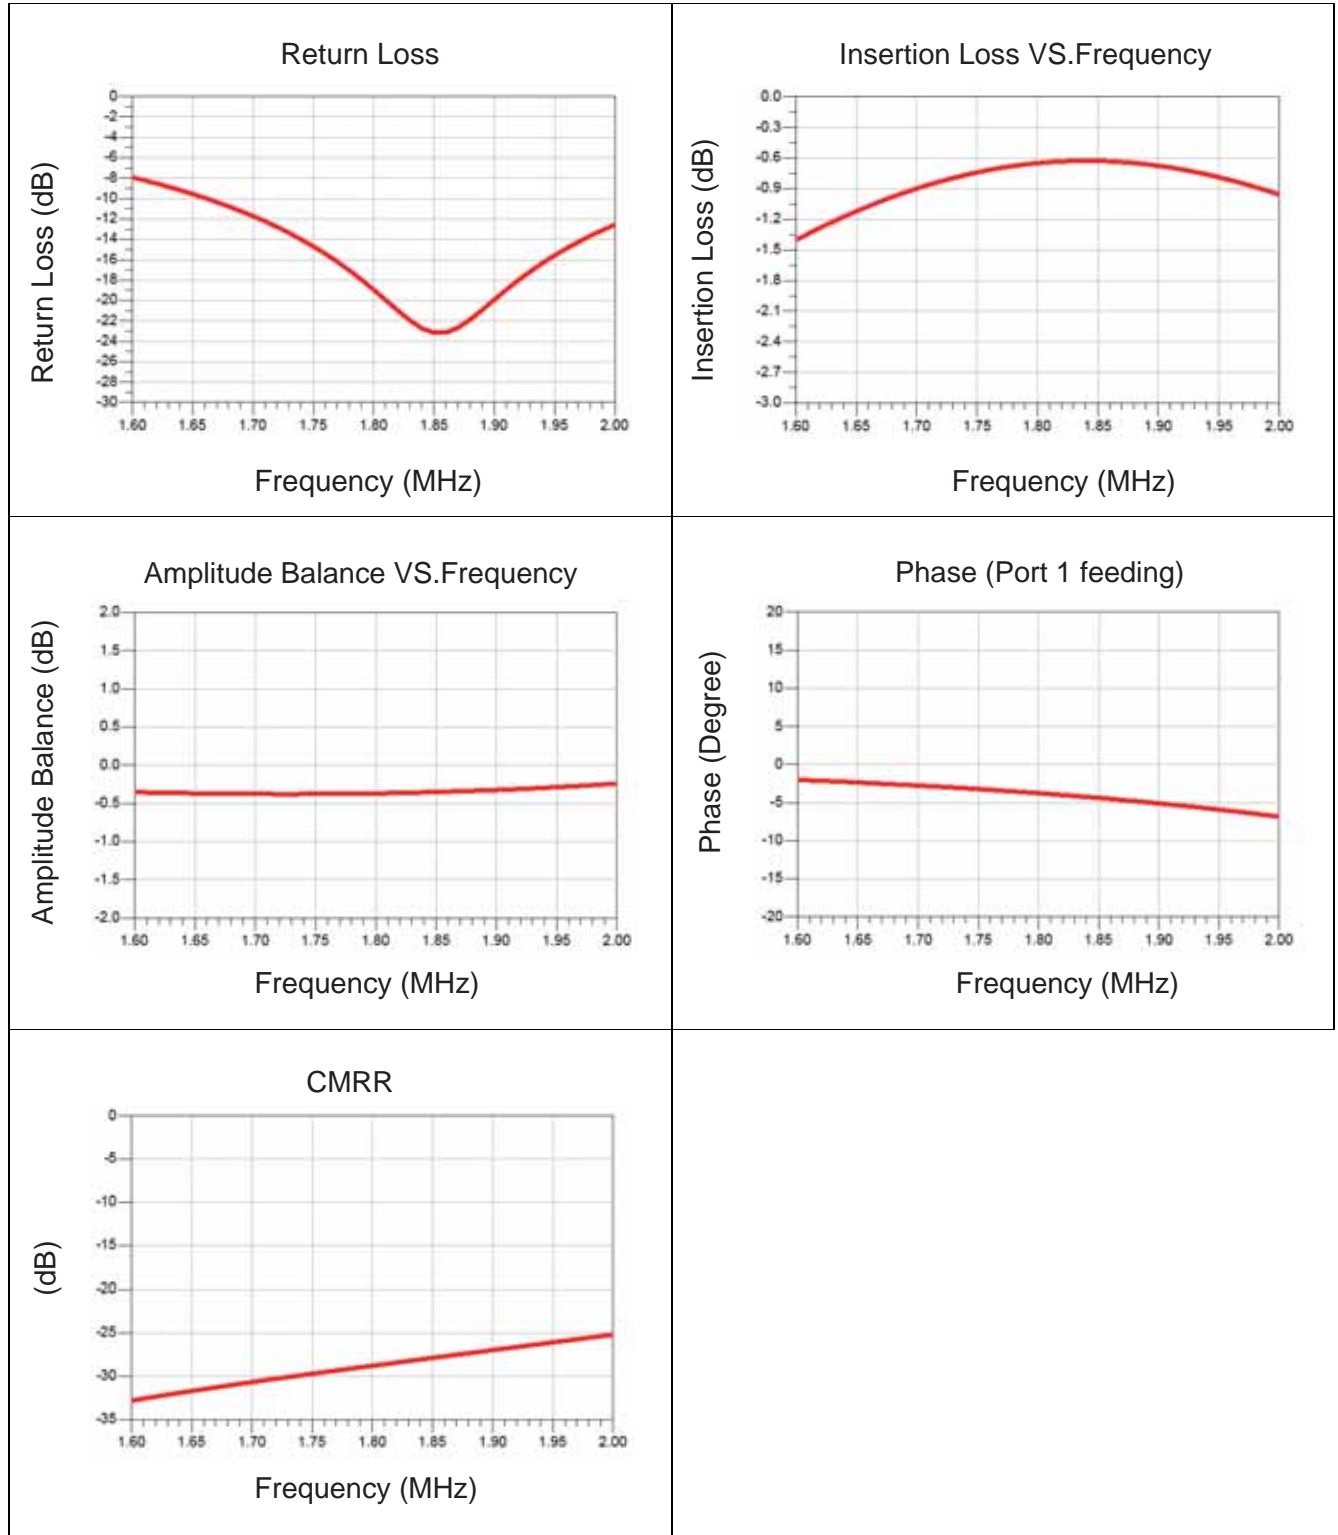 Return Loss
Return Loss (dB)
0
-2
-4
-6
-8
-10
-12
-14
-16
-18
-20
-22
-24
-26
-28
-30
1.60 1.65 1.70 1.75 1.80 1.85 1.90 1.95 2.00
Frequency (MHz)
Insertion Loss VS.Frequency
Insertion Loss (dB)
0.0
-0.3
-0.6
-0.9
-1.2
-1.5
-1.8
-2.1
-2.4
-2.7
-3.0
1.60 1.65 1.70 1.75 1.80 1.85 1.90 1.95 2.00
Frequency (MHz)
Amplitude Balance VS.Frequency
Amplitude Balance (dB)
2.0
1.5
1.0
0.5
0.0
-0.5
-1.0
-1.5
-2.0
1.60 1.65 1.70 1.75 1.80 1.85 1.90 1.95 2.00
Frequency (MHz)
Phase (Port 1 feeding)
Phase (Degree)
20
15
10
5
0
-5
-10
-15
-20
1.60 1.65 1.70 1.75 1.80 1.85 1.90 1.95 2.00
Frequency (MHz)
CMRR
(dB)
0
-5
-10
-15
-20
-25
-30
-35
1.60 1.65 1.70 1.75 1.80 1.85 1.90 1.95 2.00
Frequency (MHz)